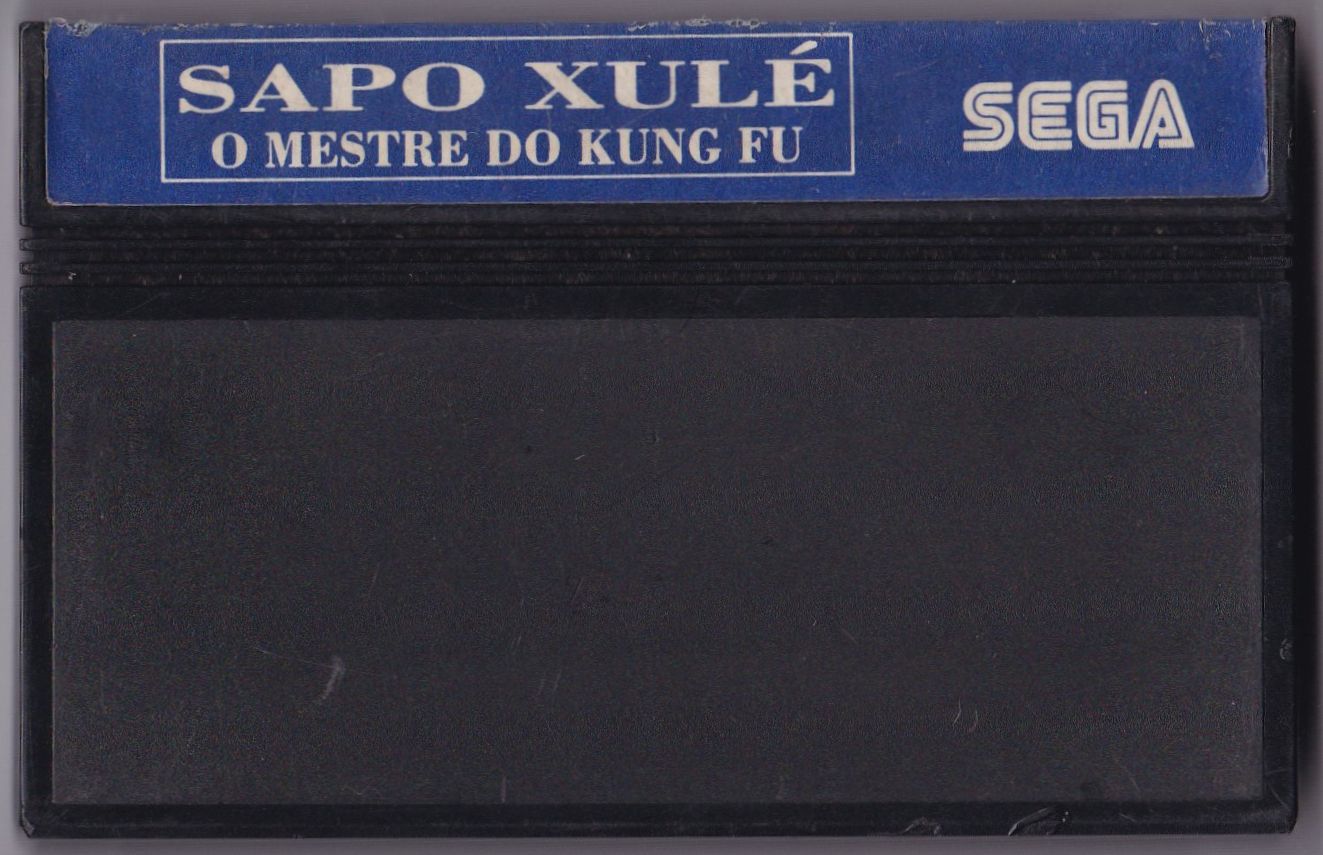 SAPO XULÉ
O MESTRE DO KUNG FU
SEGA